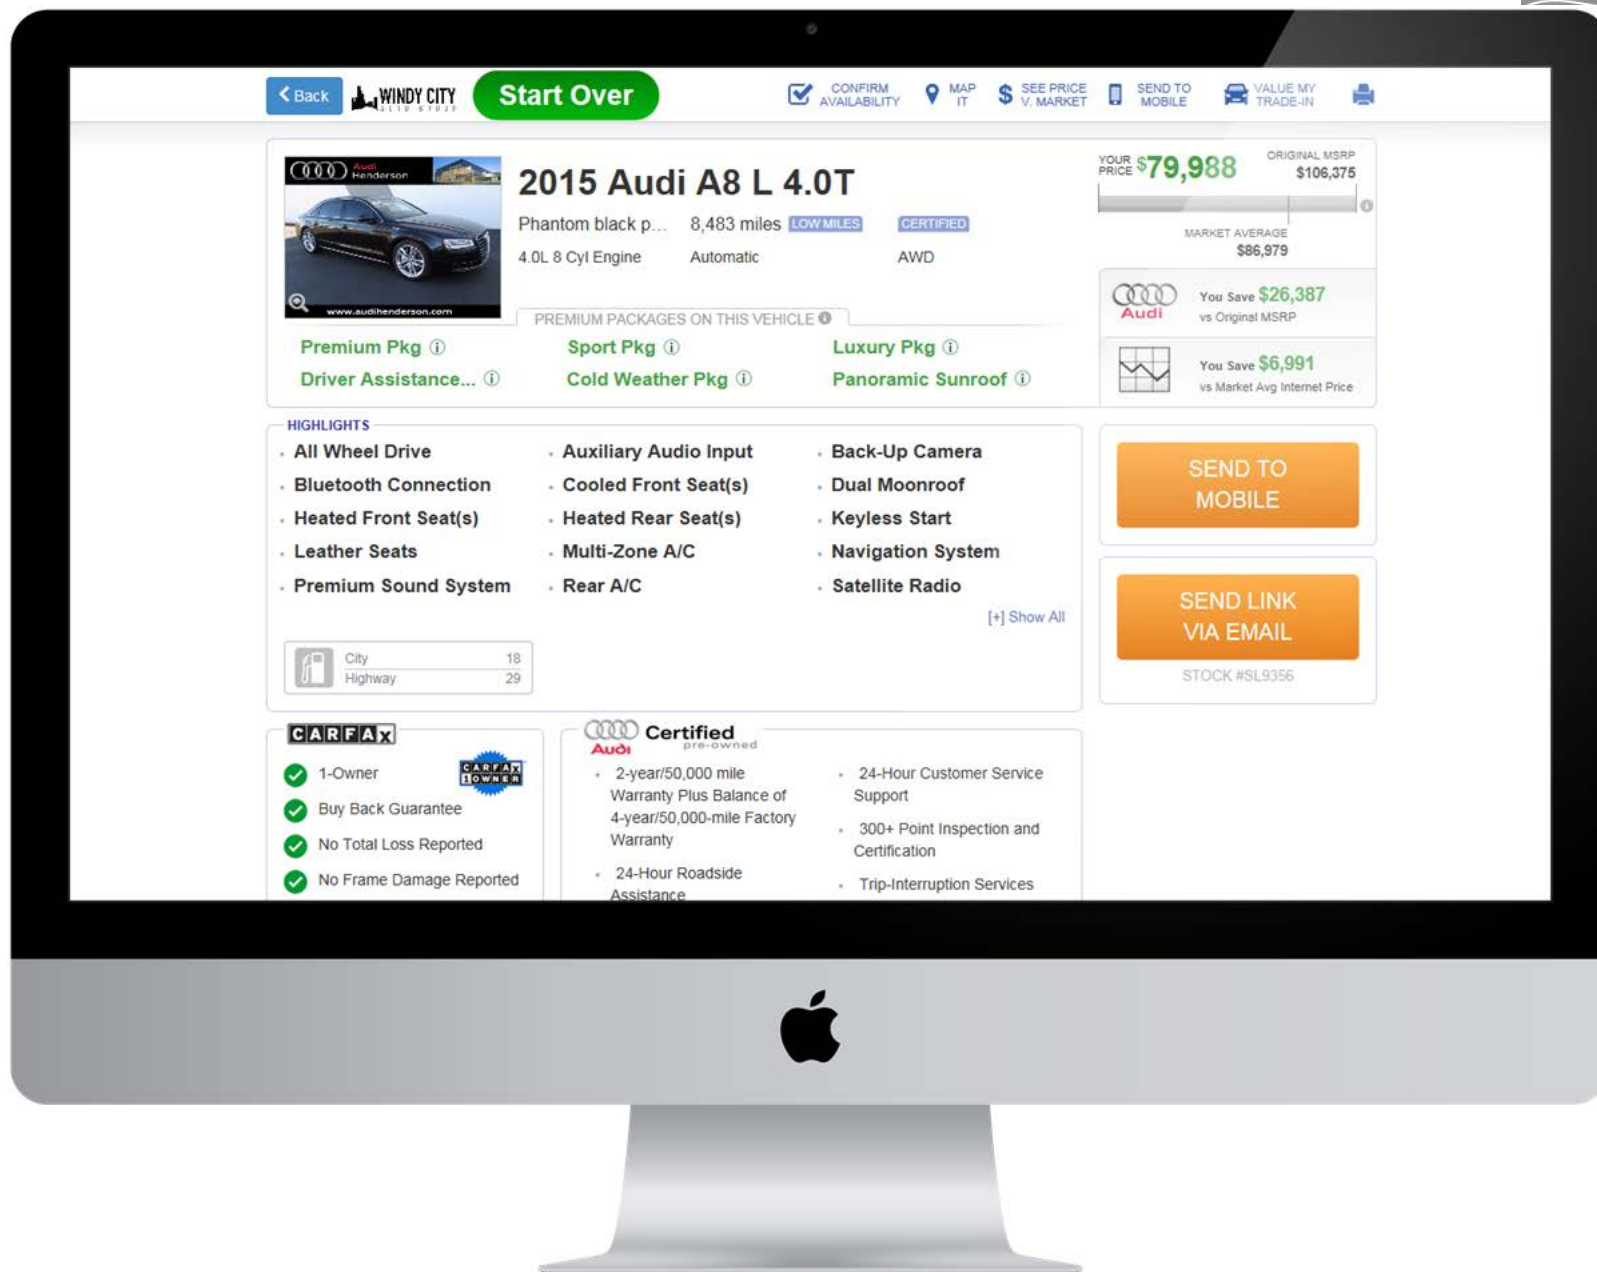 Back
WINDY CITY
Start Over
CONFIRM
AVAILABILITY
MAP
IT
SEE PRICE
V. MARKET
SEND TO
MOBILE
VALUE MY
TRADE-IN
Audi
Henderson
www.audihenderson.com
2015 Audi A8 L 4.0T
Phantom black p... 8,483 miles LOW MILES CERTIFIED
4.0L 8 Cyl Engine Automatic AWD
PREMIUM PACKAGES ON THIS VEHICLE
Premium Pkg Sport Pkg Luxury Pkg
Driver Assistance... Cold Weather Pkg Panoramic Sunroof
YOUR
PRICE $79,988
ORIGINAL MSRP
$106,375
MARKET AVERAGE
$86,979
Audi
You Save $26,387
vs Original MSRP
You Save $6,991
vs Market Avg Internet Price
HIGHLIGHTS
All Wheel Drive Auxiliary Audio Input Back-Up Camera
Bluetooth Connection Cooled Front Seat(s) Dual Moonroof
Heated Front Seat(s) Heated Rear Seat(s) Keyless Start
Leather Seats Multi-Zone A/C Navigation System
Premium Sound System Rear A/C Satellite Radio
[+] Show All
City 18
Highway 29
SEND TO
MOBILE
SEND LINK
VIA EMAIL
STOCK #SL9356
CARFAX
1-Owner
CARFAX
1 OWNER
Buy Back Guarantee
No Total Loss Reported
No Frame Damage Reported
Audi
Certified
pre-owned
2-year/50,000 mile
Warranty Plus Balance of
4-year/50,000-mile Factory
Warranty
24-Hour Roadside
Assistance
24-Hour Customer Service
Support
300+ Point Inspection and
Certification
Trip-Interruption Services